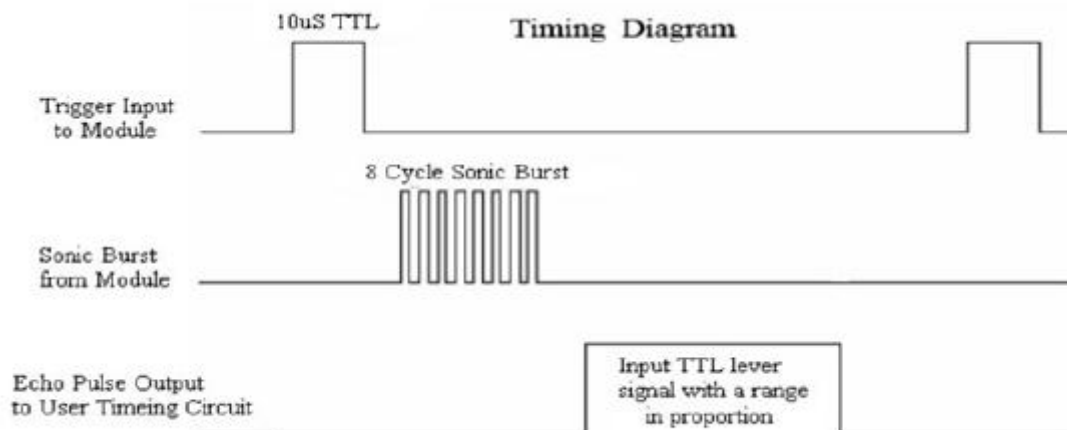 10uS TTL
Timing Diagram
Trigger Input
to Module
8 Cycle Sonic Burst
Sonic Burst
from Module
Echo Pulse Output
to User Timeing Circuit
Input TTL lever
signal with a range
in proportion